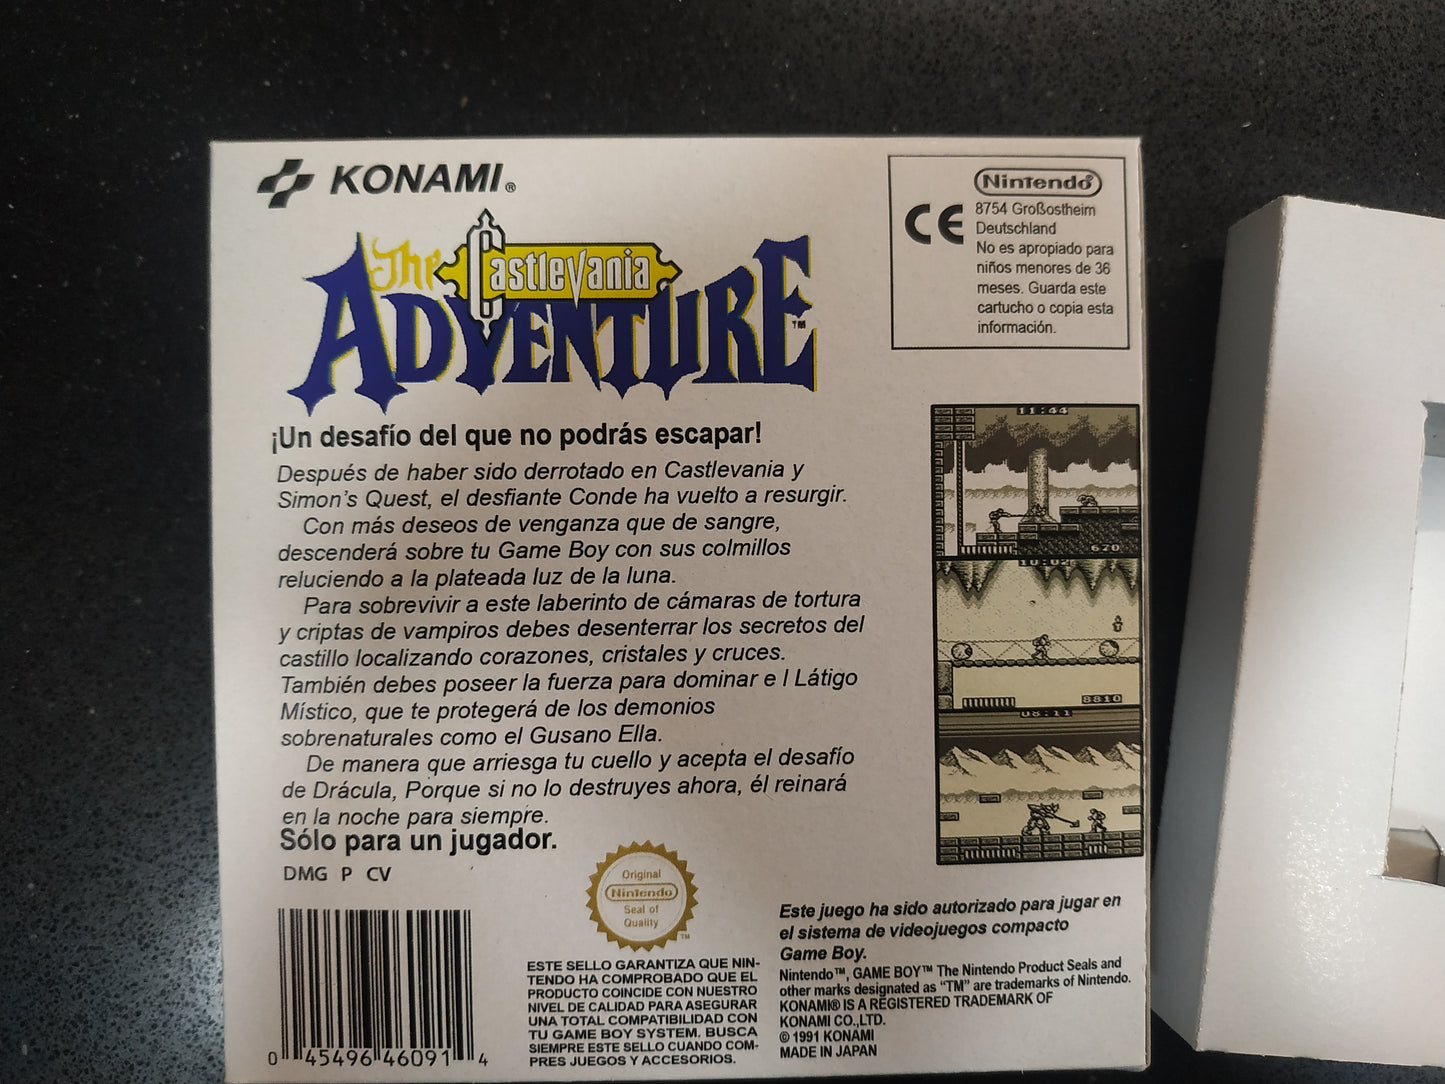 KONAMI®
The Castlevania
ADVENTURE™
¡Un desafío del que no podrás escapar!
Después de haber sido derrotado en Castlevania y
Simon's Quest, el desfiante Conde ha vuelto a resurgir.
Con más deseos de venganza que de sangre,
descenderá sobre tu Game Boy con sus colmillos
reluciendo a la plateada luz de la luna.
Para sobrevivir a este laberinto de cámaras de tortura
y criptas de vampiros debes desenterrar los secretos del
castillo localizando corazones, cristales y cruces.
También debes poseer la fuerza para dominar e l Látigo
Místico, que te protegerá de los demonios
sobrenaturales como el Gusano Ella.
De manera que arriesga tu cuello y acepta el desafío
de Drácula, Porque si no lo destruyes ahora, él reinará
en la noche para siempre.
Sólo para un jugador.
DMG P CV
0 45496 46091 4
Original
Nintendo
Seal of
Quality
TM
ESTE SELLO GARANTIZA QUE NIN-
TENDO HA COMPROBADO QUE EL
PRODUCTO COINCIDE CON NUESTRO
NIVEL DE CALIDAD PARA ASEGURAR
UNA TOTAL COMPATIBILIDAD CON
TU GAME BOY SYSTEM. BUSCA
SIEMPRE ESTE SELLO CUANDO COM-
PRES JUEGOS Y ACCESORIOS.
Nintendo®
CE
8754 Großostheim
Deutschland
No es apropiado para
niños menores de 36
meses. Guarda este
cartucho o copia esta
información.
11:44
670
10:02
8810
08:11
Este juego ha sido autorizado para jugar en
el sistema de videojuegos compacto
Game Boy.
Nintendo™, GAME BOY™ The Nintendo Product Seals and
other marks designated as “TM” are trademarks of Nintendo.
KONAMI® IS A REGISTERED TRADEMARK OF
KONAMI CO.,LTD.
© 1991 KONAMI
MADE IN JAPAN